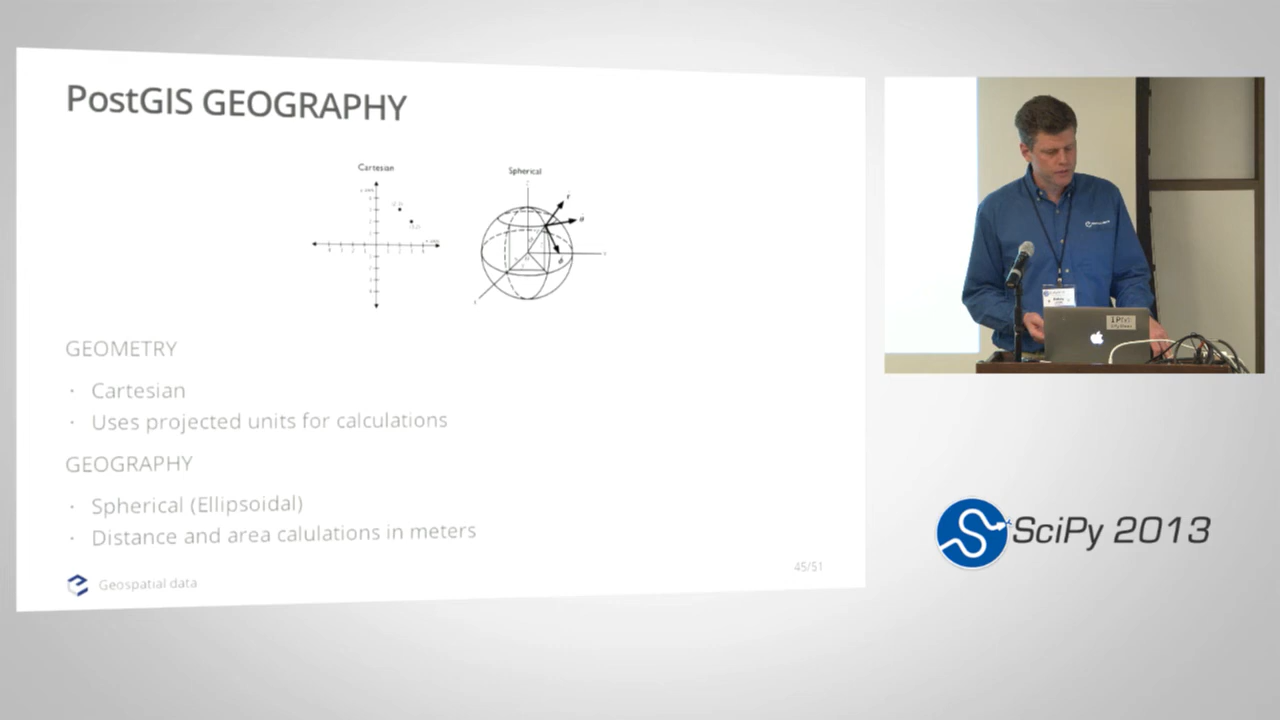 PostGIS GEOGRAPHY
Cartesian
Spherical
GEOMETRY
· Cartesian
· Uses projected units for calculations
GEOGRAPHY
· Spherical (Ellipsoidal)
· Distance and area calulations in meters
Geospatial data
45/51
SciPy 2013